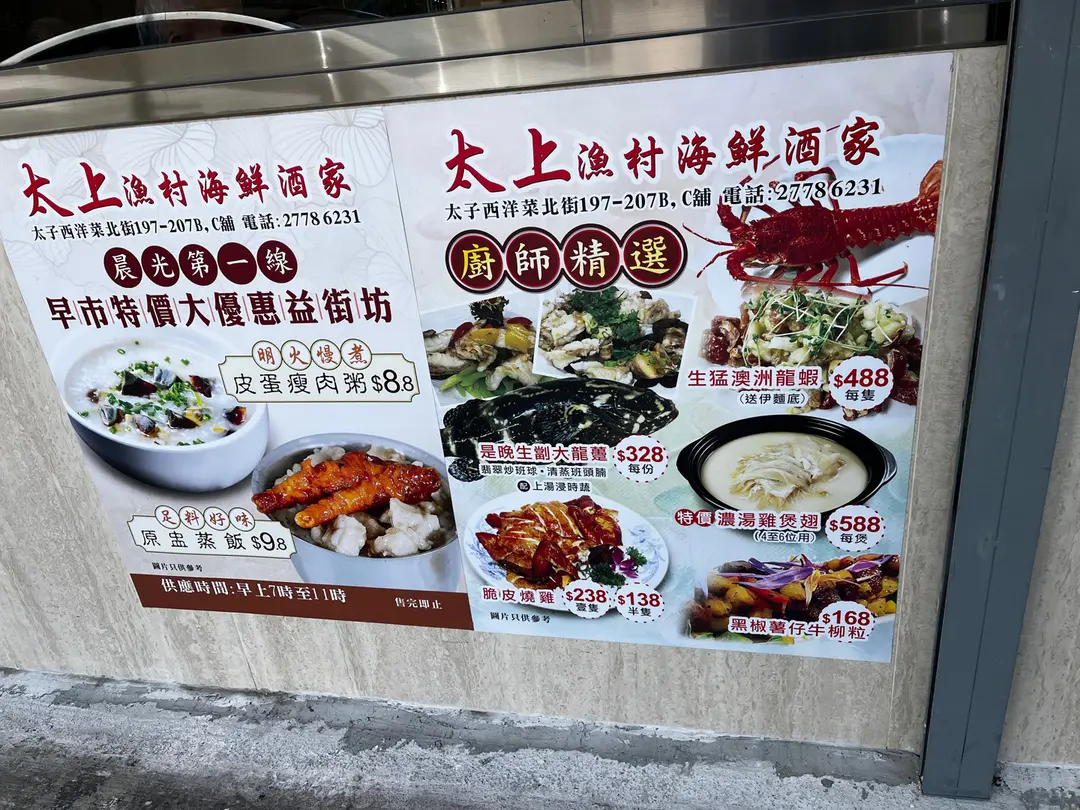 太上漁村海鮮酒家
太子西洋菜北街197-207B, C舖 電話:2778 6231
晨光第一線
早市特價大優惠益街坊
明火慢煮
皮蛋瘦肉粥 $8.8
足料好味
原盅蒸飯 $9.8
圖片只供參考
供應時間:早上7時至11時
售完即止
太上漁村海鮮酒家
太子西洋菜北街197-207B, C舖 電話:2778 6231
廚師精選
生猛澳洲龍蝦 $488
(送伊麵底) 每隻
是晚生劏大龍躉 $328
每份
翡翠炒班球・清蒸班頭腩
配 上湯浸時蔬
特價濃湯雞煲翅 $588
(4至6位用) 每煲
脆皮燒雞 $238 壹隻 $138 半隻
圖片只供參考
黑椒薯仔牛柳粒 $168